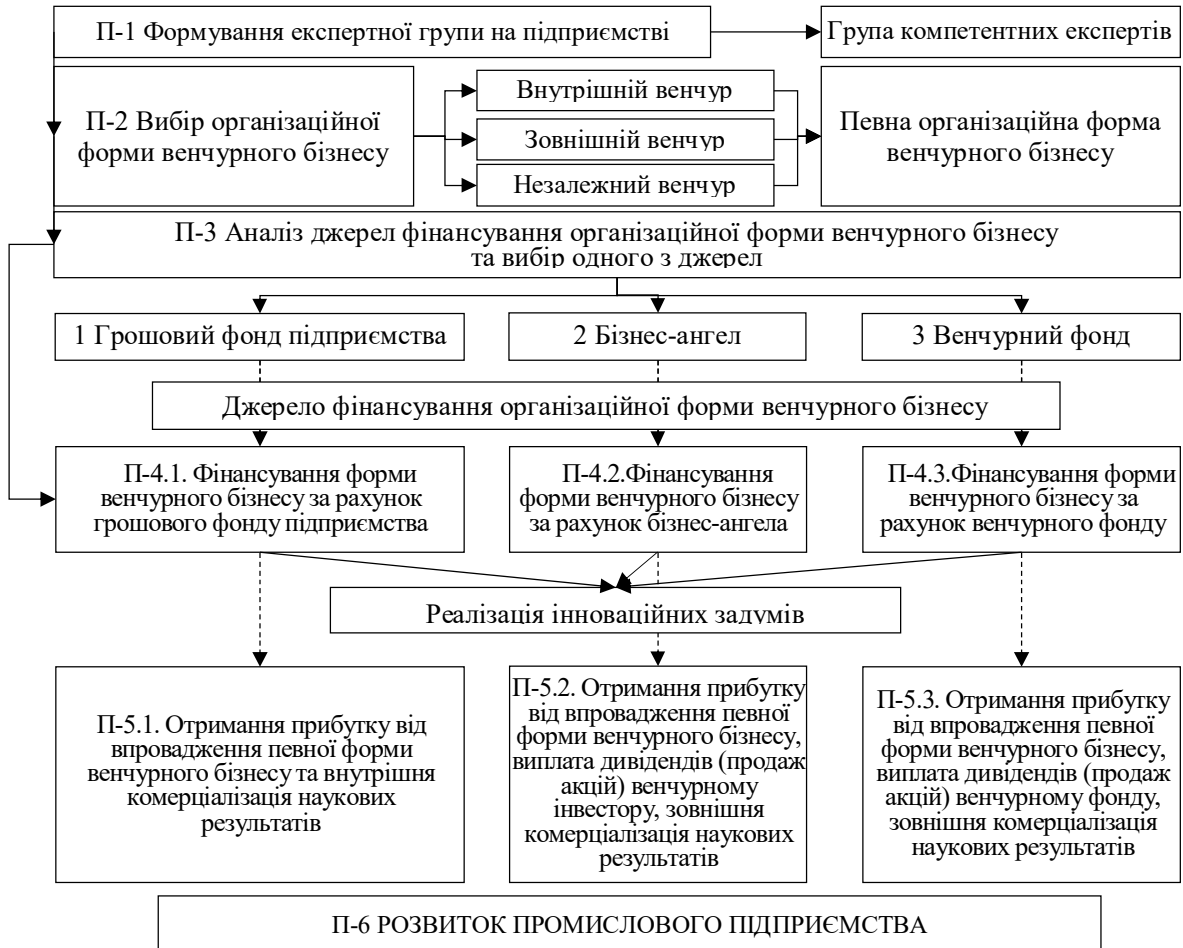 П-1 Формування експертної групи на підприємстві
Група компетентних експертів
П-2 Вибір організаційної
форми венчурного бізнесу
Внутрішній венчур
Зовнішній венчур
Незалежний венчур
Певна організаційна форма
венчурного бізнесу
П-3 Аналіз джерел фінансування організаційної форми венчурного бізнесу
та вибір одного з джерел
1 Грошовий фонд підприємства
2 Бізнес-ангел
3 Венчурний фонд
Джерело фінансування організаційної форми венчурного бізнесу
П-4.1. Фінансування форми
венчурного бізнесу за рахунок
грошового фонду підприємства
П-4.2.Фінансування
форми венчурного бізнесу
за рахунок бізнес-ангела
П-4.3.Фінансування форми
венчурного бізнесу за
рахунок венчурного фонду
Реалізація інноваційних задумів
П-5.1. Отримання прибутку від
впровадження певної форми
венчурного бізнесу та внутрішня
комерціалізація наукових
результатів
П-5.2. Отримання прибутку
від впровадження певної
форми венчурного бізнесу,
виплата дивідендів (продаж
акцій) венчурному
інвестору, зовнішня
комерціалізація наукових
результатів
П-5.3. Отримання прибутку
від впровадження певної
форми венчурного бізнесу,
виплата дивідендів (продаж
акцій) венчурному фонду,
зовнішня комерціалізація
наукових результатів
П-6 РОЗВИТОК ПРОМИСЛОВОГО ПІДПРИЄМСТВА